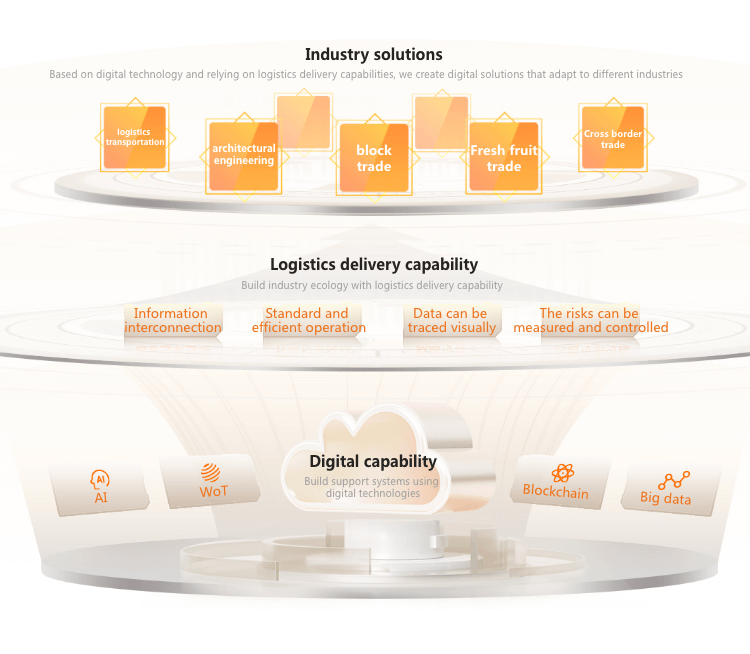 Industry solutions
Based on digital technology and relying on logistics delivery capabilities, we create digital solutions that adapt to different industries
logistics
transportation
architectural
engineering
block
trade
Fresh fruit
trade
Cross border
trade
Logistics delivery capability
Build industry ecology with logistics delivery capability
Information
interconnection
Standard and
efficient operation
Data can be
traced visually
The risks can be
measured and controlled
Digital capability
Build support systems using
digital technologies
AI
AI
WoT
Blockchain
Big data